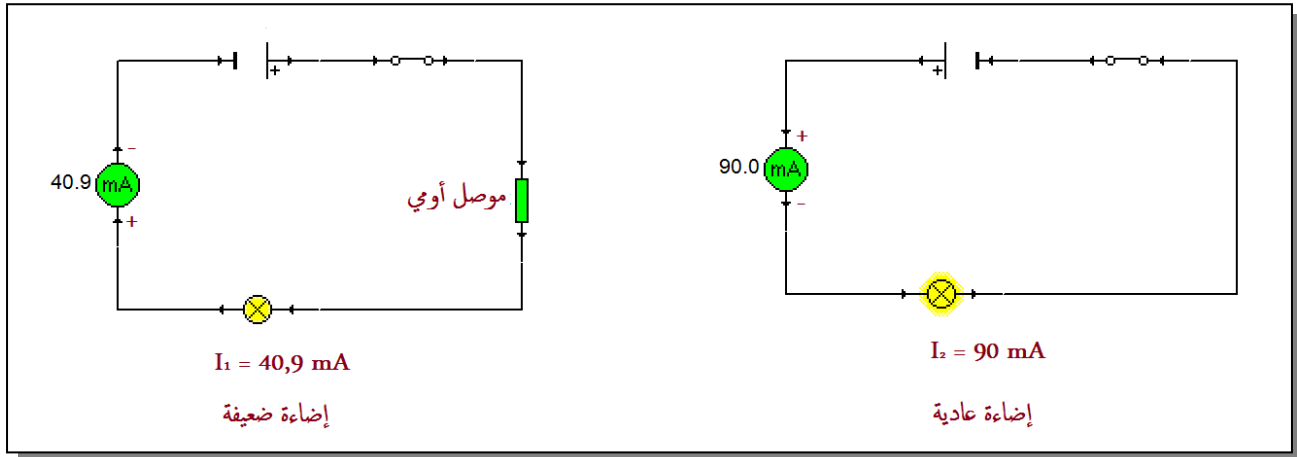 +
-
40.9 mA
+
موصل أومي
I₁ = 40,9 mA
إضاءة ضعيفة
+
+
90.0 mA
-
I₂ = 90 mA
إضاءة عادية